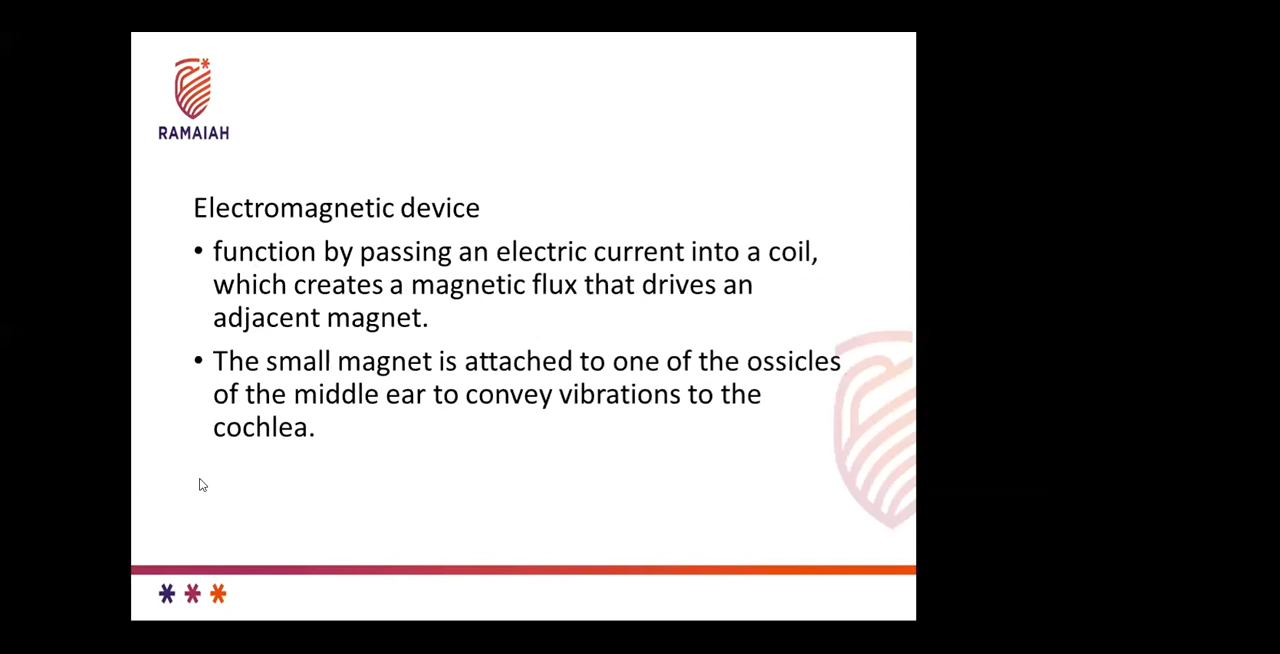 RAMAIAH
Electromagnetic device
• function by passing an electric current into a coil,
which creates a magnetic flux that drives an
adjacent magnet.
• The small magnet is attached to one of the ossicles
of the middle ear to convey vibrations to the
cochlea.